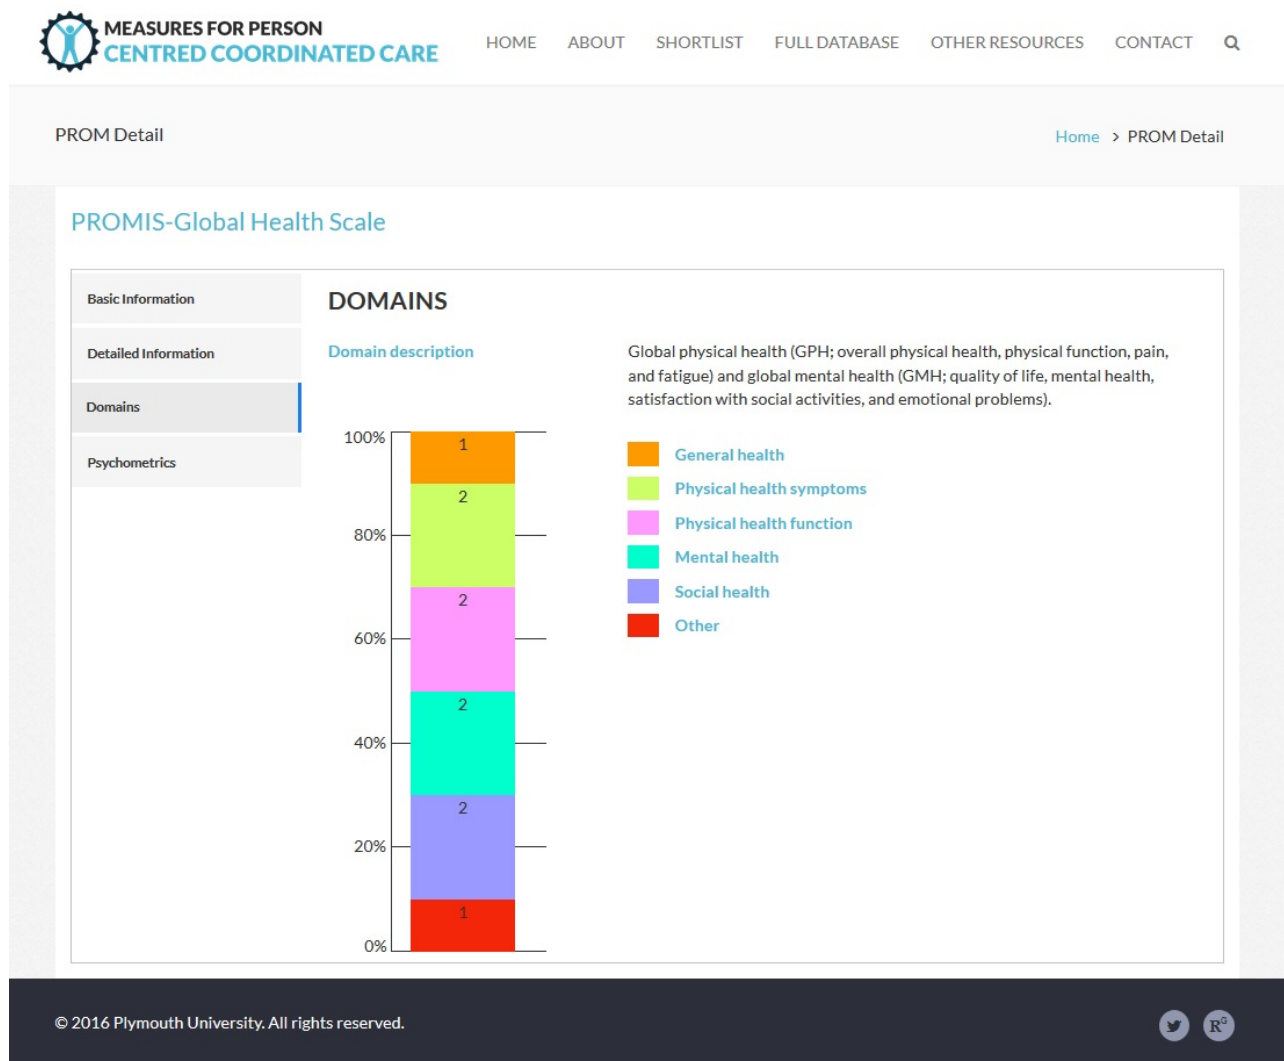 MEASURES FOR PERSON
CENTRED COORDINATED CARE
HOME ABOUT SHORTLIST FULL DATABASE OTHER RESOURCES CONTACT
PROM Detail
Home > PROM Detail
PROMIS-Global Health Scale
Basic Information
Detailed Information
Domains
Psychometrics
DOMAINS
Domain description
Global physical health (GPH; overall physical health, physical function, pain,
and fatigue) and global mental health (GMH; quality of life, mental health,
satisfaction with social activities, and emotional problems).
100%
80%
60%
40%
20%
0%
1
2
2
2
2
1
General health
Physical health symptoms
Physical health function
Mental health
Social health
Other
© 2016 Plymouth University. All rights reserved.
RG